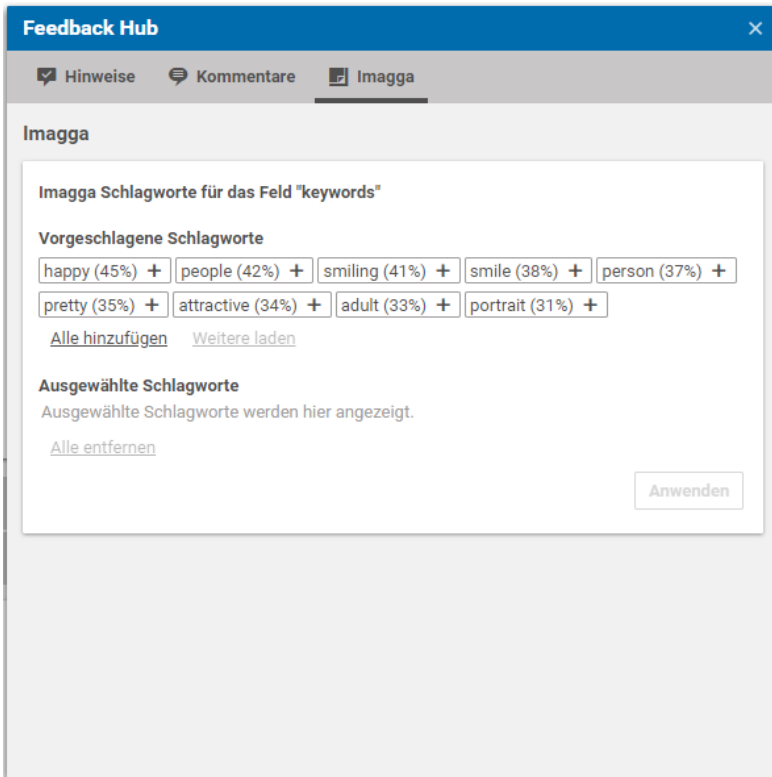 Feedback Hub
Hinweise Kommentare Imagga
Imagga
Imagga Schlagworte für das Feld "keywords"
Vorgeschlagene Schlagworte
happy (45%) + people (42%) + smiling (41%) + smile (38%) + person (37%) +
pretty (35%) + attractive (34%) + adult (33%) + portrait (31%) +
Alle hinzufügen Weitere laden
Ausgewählte Schlagworte
Ausgewählte Schlagworte werden hier angezeigt.
Alle entfernen
Anwenden